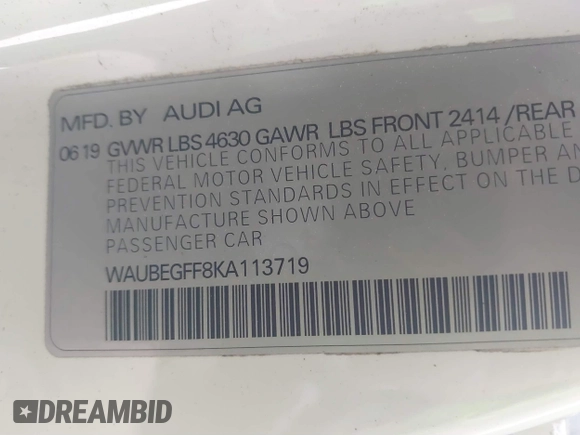 MFD. BY AUDI AG
06 19 GVWR LBS 4630 GAWR LBS FRONT 2414 /REAR
THIS VEHICLE CONFORMS TO ALL APPLICABLE
FEDERAL MOTOR VEHICLE SAFETY, BUMPER AN
PREVENTION STANDARDS IN EFFECT ON THE D
MANUFACTURE SHOWN ABOVE
PASSENGER CAR
WAUBEGFF8KA113719
DREAMBID